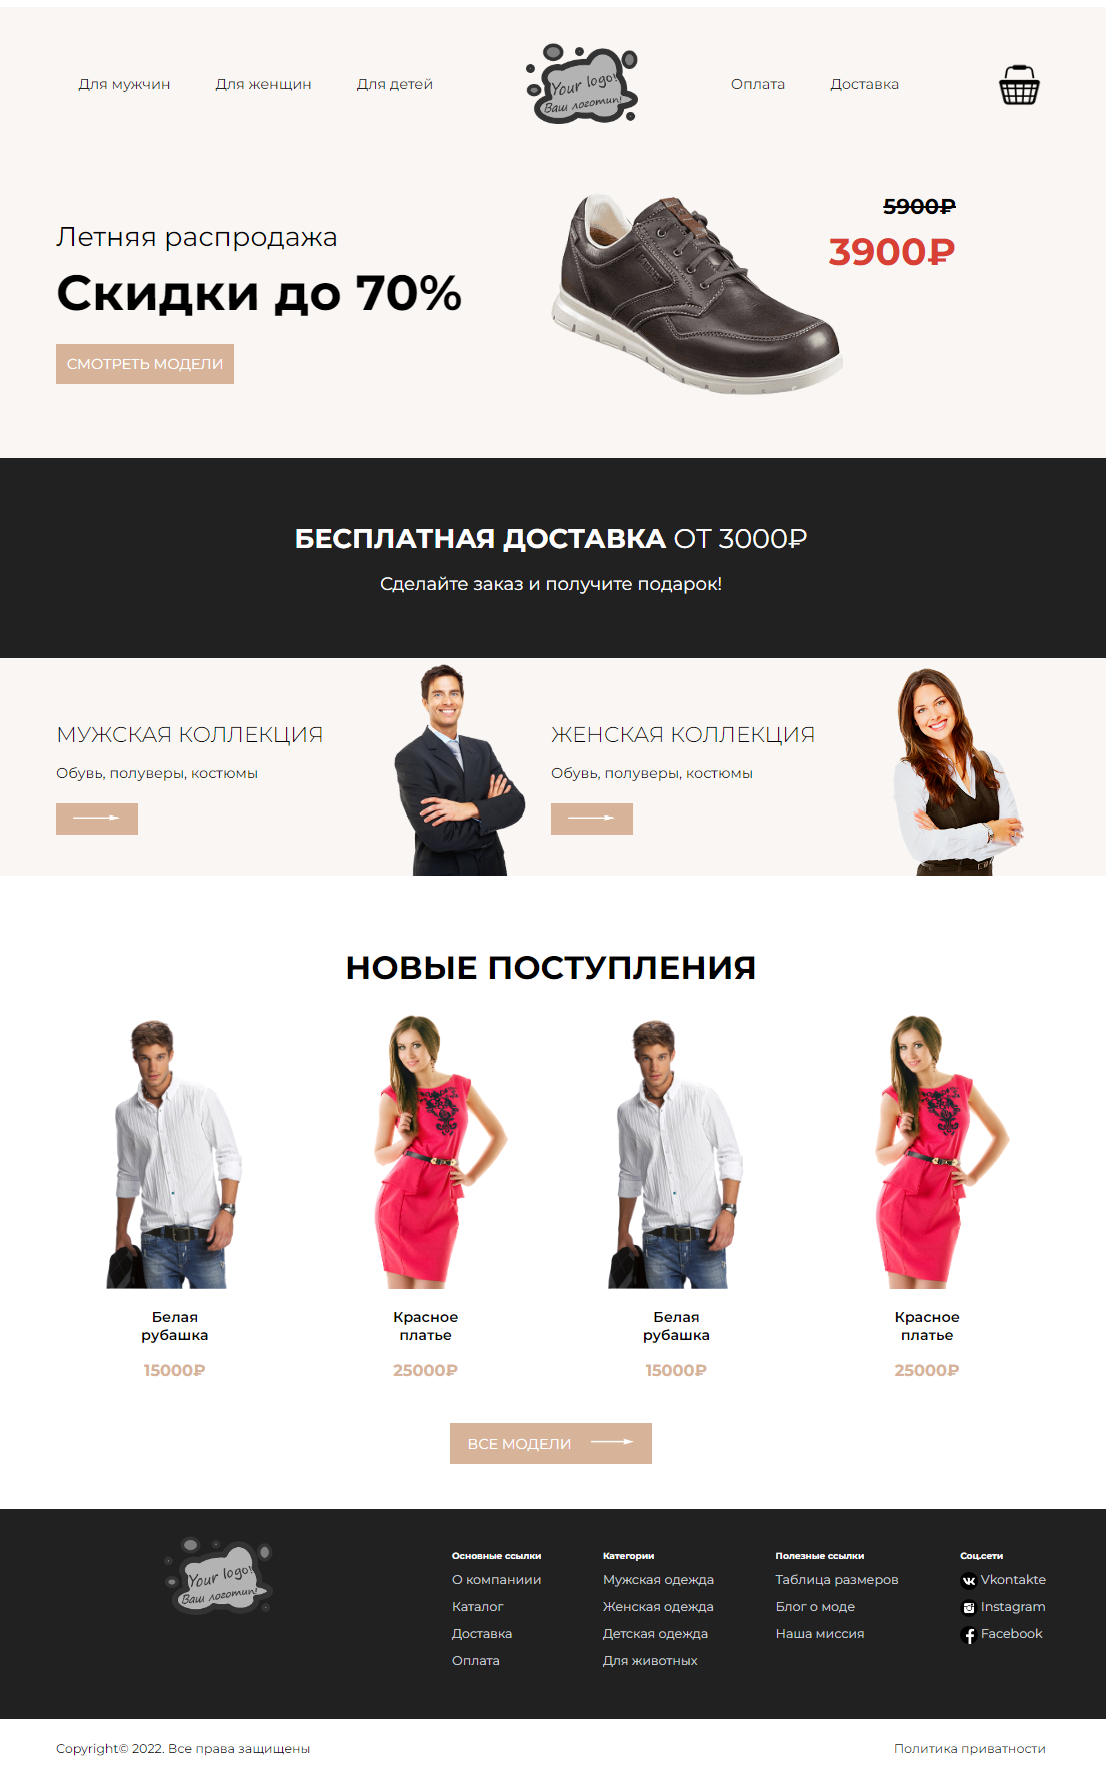 Для мужчин
Для женщин
Для детей
Your logo!
Ваш логотип!
Оплата
Доставка
5900₽
3900₽
Летняя распродажа
Скидки до 70%
СМОТРЕТЬ МОДЕЛИ
БЕСПЛАТНАЯ ДОСТАВКА ОТ 3000₽
Сделайте заказ и получите подарок!
МУЖСКАЯ КОЛЛЕКЦИЯ
Обувь, полуверы, костюмы
ЖЕНСКАЯ КОЛЛЕКЦИЯ
Обувь, полуверы, костюмы
НОВЫЕ ПОСТУПЛЕНИЯ
Белая
рубашка
15000₽
Красное
платье
25000₽
Белая
рубашка
15000₽
Красное
платье
25000₽
ВСЕ МОДЕЛИ
Your logo!
Ваш логотип!
Основные ссылки
О компаниии
Каталог
Доставка
Оплата
Категории
Мужская одежда
Женская одежда
Детская одежда
Для животных
Полезные ссылки
Таблица размеров
Блог о моде
Наша миссия
Соц.сети
Vkontakte
Instagram
Facebook
Copyright© 2022. Все права защищены
Политика приватности